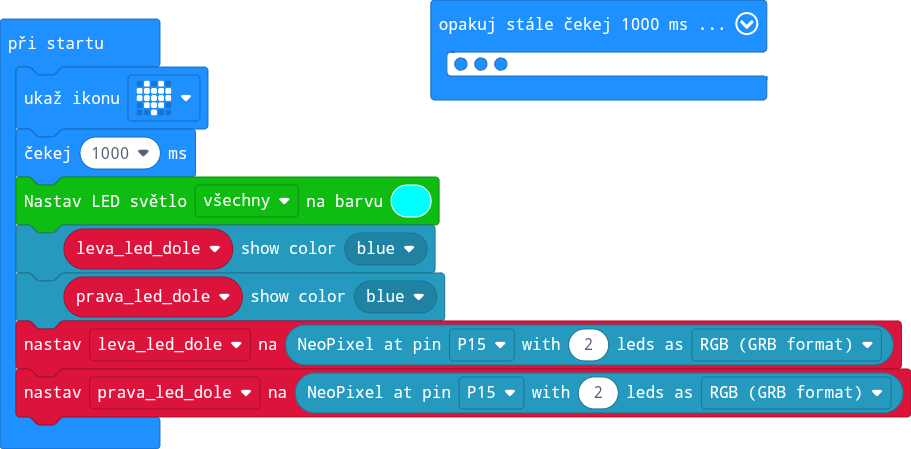 při startu
ukaž ikonu
čekej 1000 ms
Nastav LED světlo všechny na barvu
leva_led_dole show color blue
prava_led_dole show color blue
nastav leva_led_dole na NeoPixel at pin P15 with 2 leds as RGB (GRB format)
nastav prava_led_dole na NeoPixel at pin P15 with 2 leds as RGB (GRB format)
opakuj stále čekej 1000 ms ...